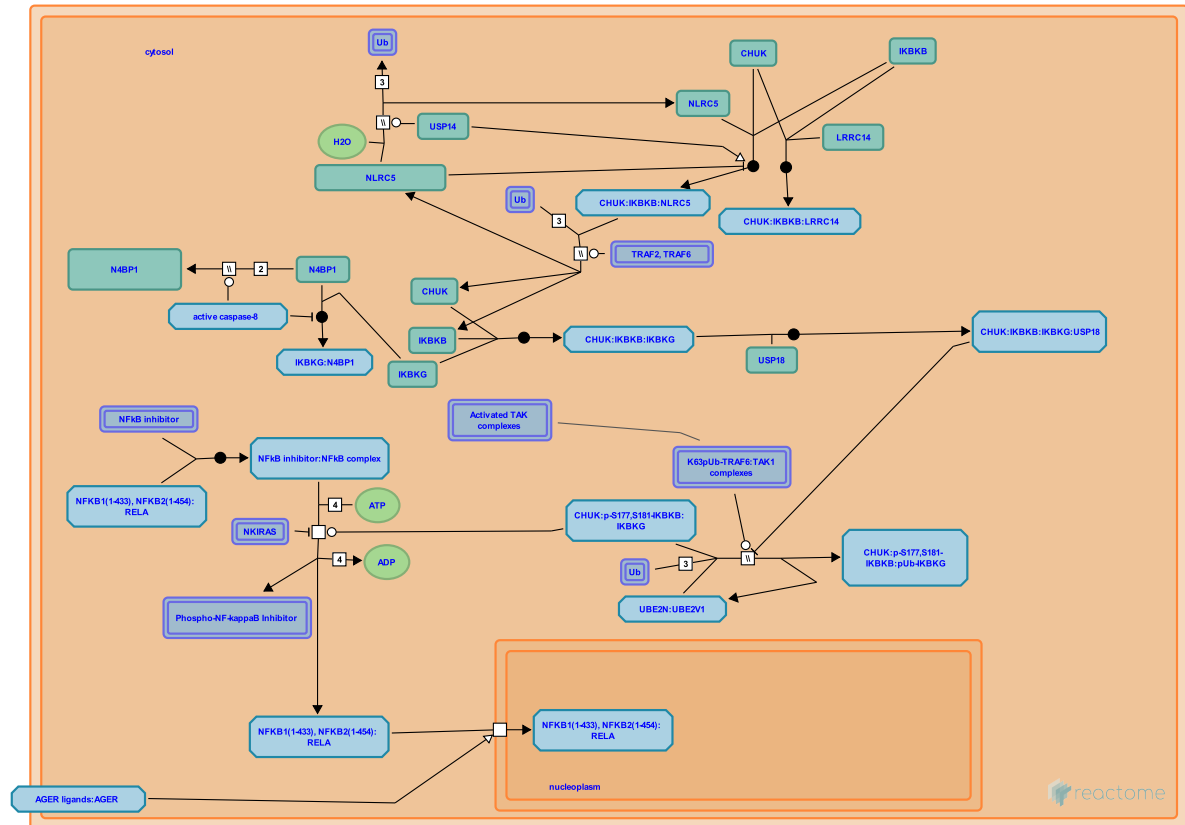 cytosol
Ub
CHUK
IKBKB
3
NLRC5
\\
USP14
LRRC14
H2O
NLRC5
Ub
CHUK:IKBKB:NLRC5
3
CHUK:IKBKB:LRRC14
\\
TRAF2, TRAF6
N4BP1
\\
2
N4BP1
CHUK
active caspase-8
IKBKB
CHUK:IKBKB:IKBKG
CHUK:IKBKB:IKBKG:USP18
IKBKG:N4BP1
IKBKG
USP18
NFkB inhibitor
Activated TAK
complexes
NFkB inhibitor:NFkB complex
K63pUb-TRAF6:TAK1
complexes
NFKB1(1-433), NFKB2(1-454):
RELA
4
ATP
NKIRAS
CHUK:p-S177,S181-IKBKB:
IKBKG
4
ADP
Ub
3
\\
CHUK:p-S177,S181-
IKBKB:pUb-IKBKG
Phospho-NF-kappaB Inhibitor
UBE2N:UBE2V1
NFKB1(1-433), NFKB2(1-454):
RELA
NFKB1(1-433), NFKB2(1-454):
RELA
nucleoplasm
AGER ligands:AGER
reactome